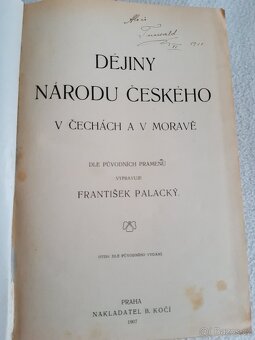 DĚJINY
NÁRODU ČESKÉHO
V ČECHÁCH A V MORAVĚ
DLE PŮVODNÍCH PRAMENŮ
VYPRAVUJE
FRANTIŠEK PALACKÝ.
OTISK DLE PŮVODNÍHO VYDÁNÍ
PRAHA
NAKLADATEL B. KOČÍ
1907